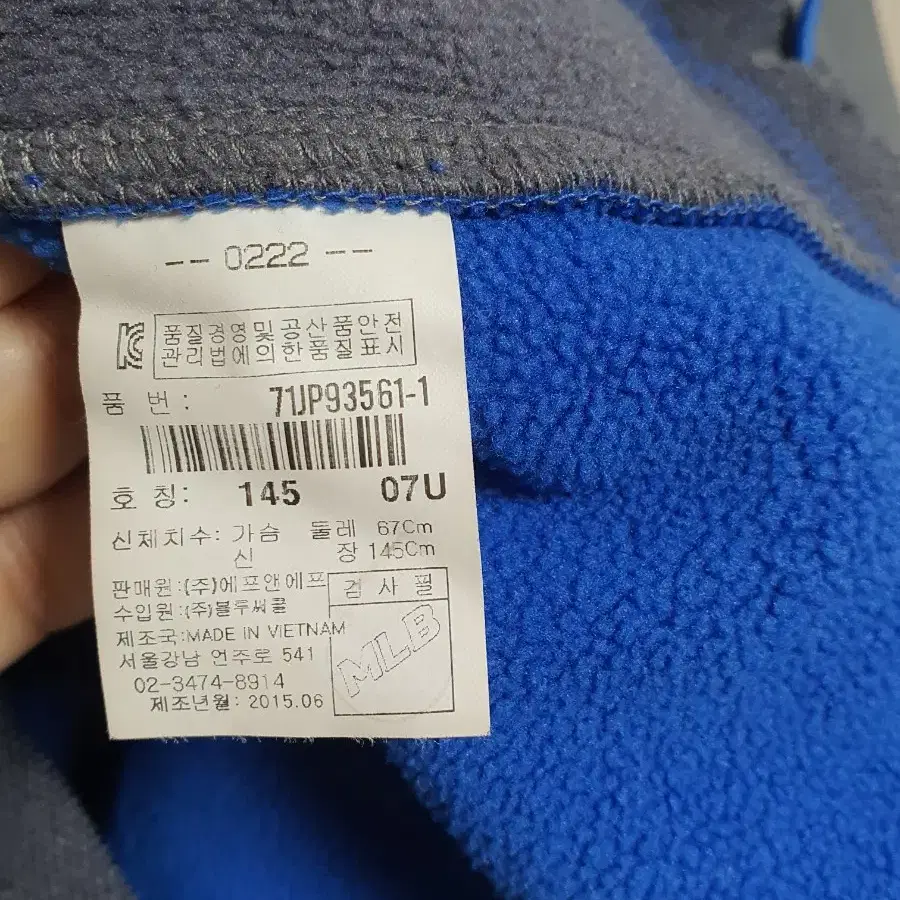 -- 0222 --
품질경영및공산품안전
관리법에의한품질표시
품 번 : 71JP93561-1
호 칭: 145 07U
신체치수: 가슴 둘레 67Cm
신 장 145Cm
판매원:(주)에프앤에프
수입원:(주)블루써클
검 사 필
MLB
제조국:MADE IN VIETNAM
서울강남 언주로 541
02-3474-8914
제조년월: 2015.06